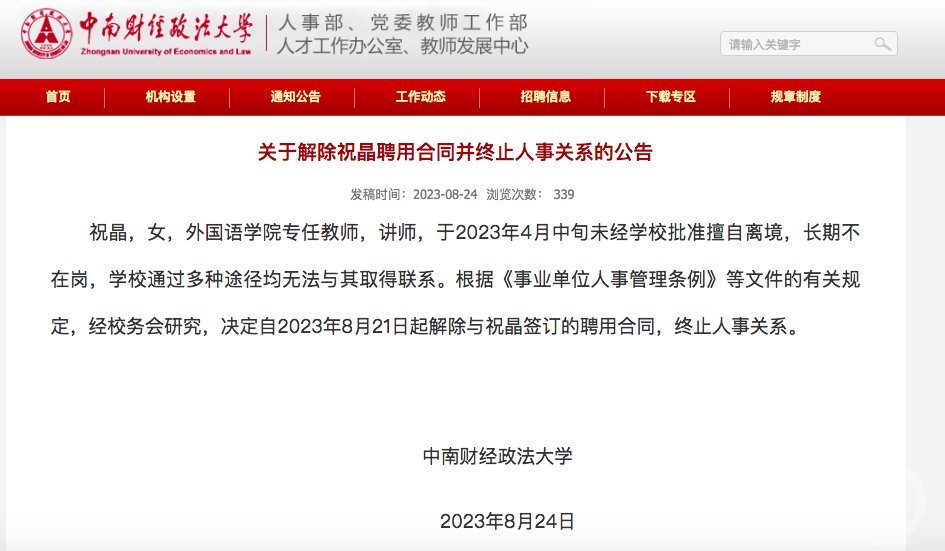 中南财经政法大学
Zhongnan University of Economics and Law
人事部、党委教师工作部
人才工作办公室、教师发展中心
请输入关键字
首页 机构设置 通知公告 工作动态 招聘信息 下载专区 规章制度
关于解除祝晶聘用合同并终止人事关系的公告
发稿时间：2023-08-24 浏览次数： 339
祝晶，女，外国语学院专任教师，讲师，于2023年4月中旬未经学校批准擅自离境，长期不
在岗，学校通过多种途径均无法与其取得联系。根据《事业单位人事管理条例》等文件的有关规
定，经校务会研究，决定自2023年8月21日起解除与祝晶签订的聘用合同，终止人事关系。
中南财经政法大学
2023年8月24日